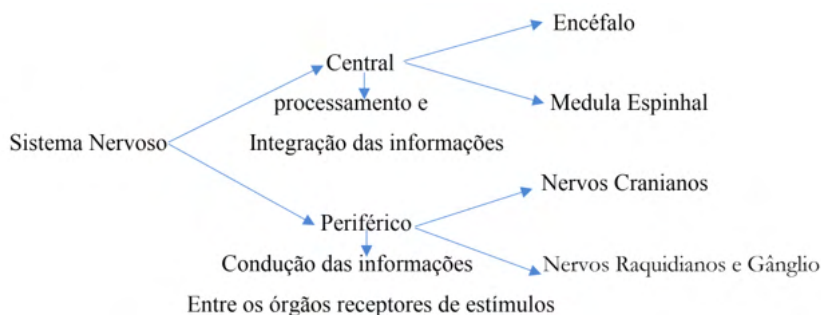 Encéfalo
Central
processamento e
Medula Espinhal
Sistema Nervoso
Integração das informações
Nervos Cranianos
Periférico
Condução das informações
Nervos Raquidianos e Gânglio
Entre os órgãos receptores de estímulos